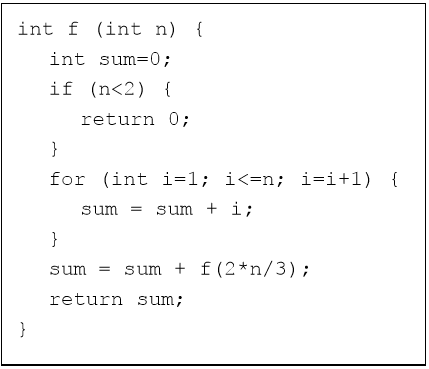 int f (int n) {
int sum=0;
if (n<2) {
return 0;
}
for (int i=1; i<=n; i=i+1) {
sum = sum + i;
}
sum = sum + f(2*n/3);
return sum;
}